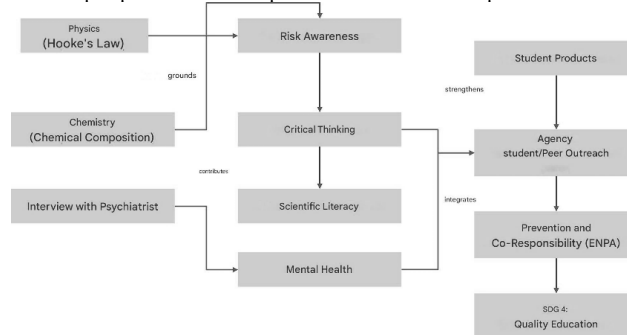 Physics
(Hooke's Law)
Risk Awareness
grounds
Student Products
strengthens
Chemistry
(Chemical Composition)
Critical Thinking
Agency
student/Peer Outreach
contributes
Interview with Psychiatrist
Scientific Literacy
integrates
Prevention and
Co-Responsibility (ENPA)
Mental Health
SDG 4:
Quality Education